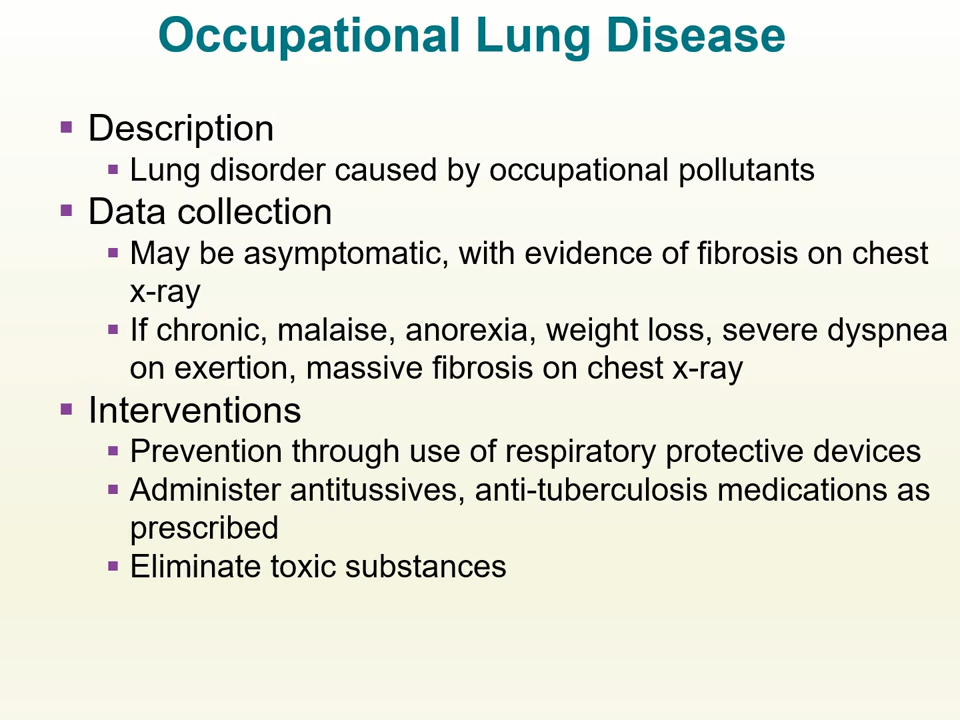 Occupational Lung Disease
Description
Lung disorder caused by occupational pollutants
Data collection
May be asymptomatic, with evidence of fibrosis on chest
x-ray
If chronic, malaise, anorexia, weight loss, severe dyspnea
on exertion, massive fibrosis on chest x-ray
Interventions
Prevention through use of respiratory protective devices
Administer antitussives, anti-tuberculosis medications as
prescribed
Eliminate toxic substances